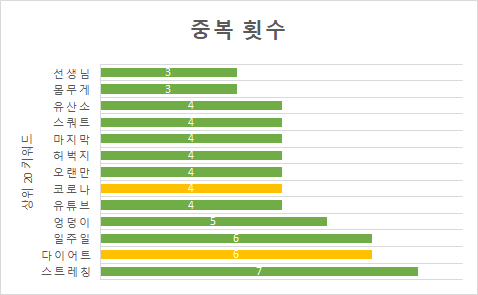 중복 횟수
상위 20 키워드
선생님 3
몸무게 3
유산소 4
스쿼트 4
마지막 4
허벅지 4
오랜만 4
코로나 4
유튜브 4
엉덩이 5
일주일 6
다이어트 6
스트레칭 7